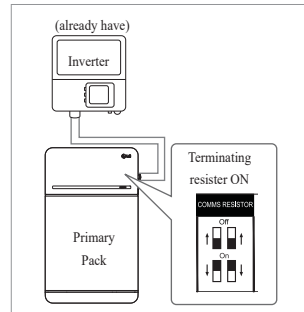 (already have)
Inverter
Terminating
resister ON
COMMS RESISTOR
Off
On
Primary
Pack